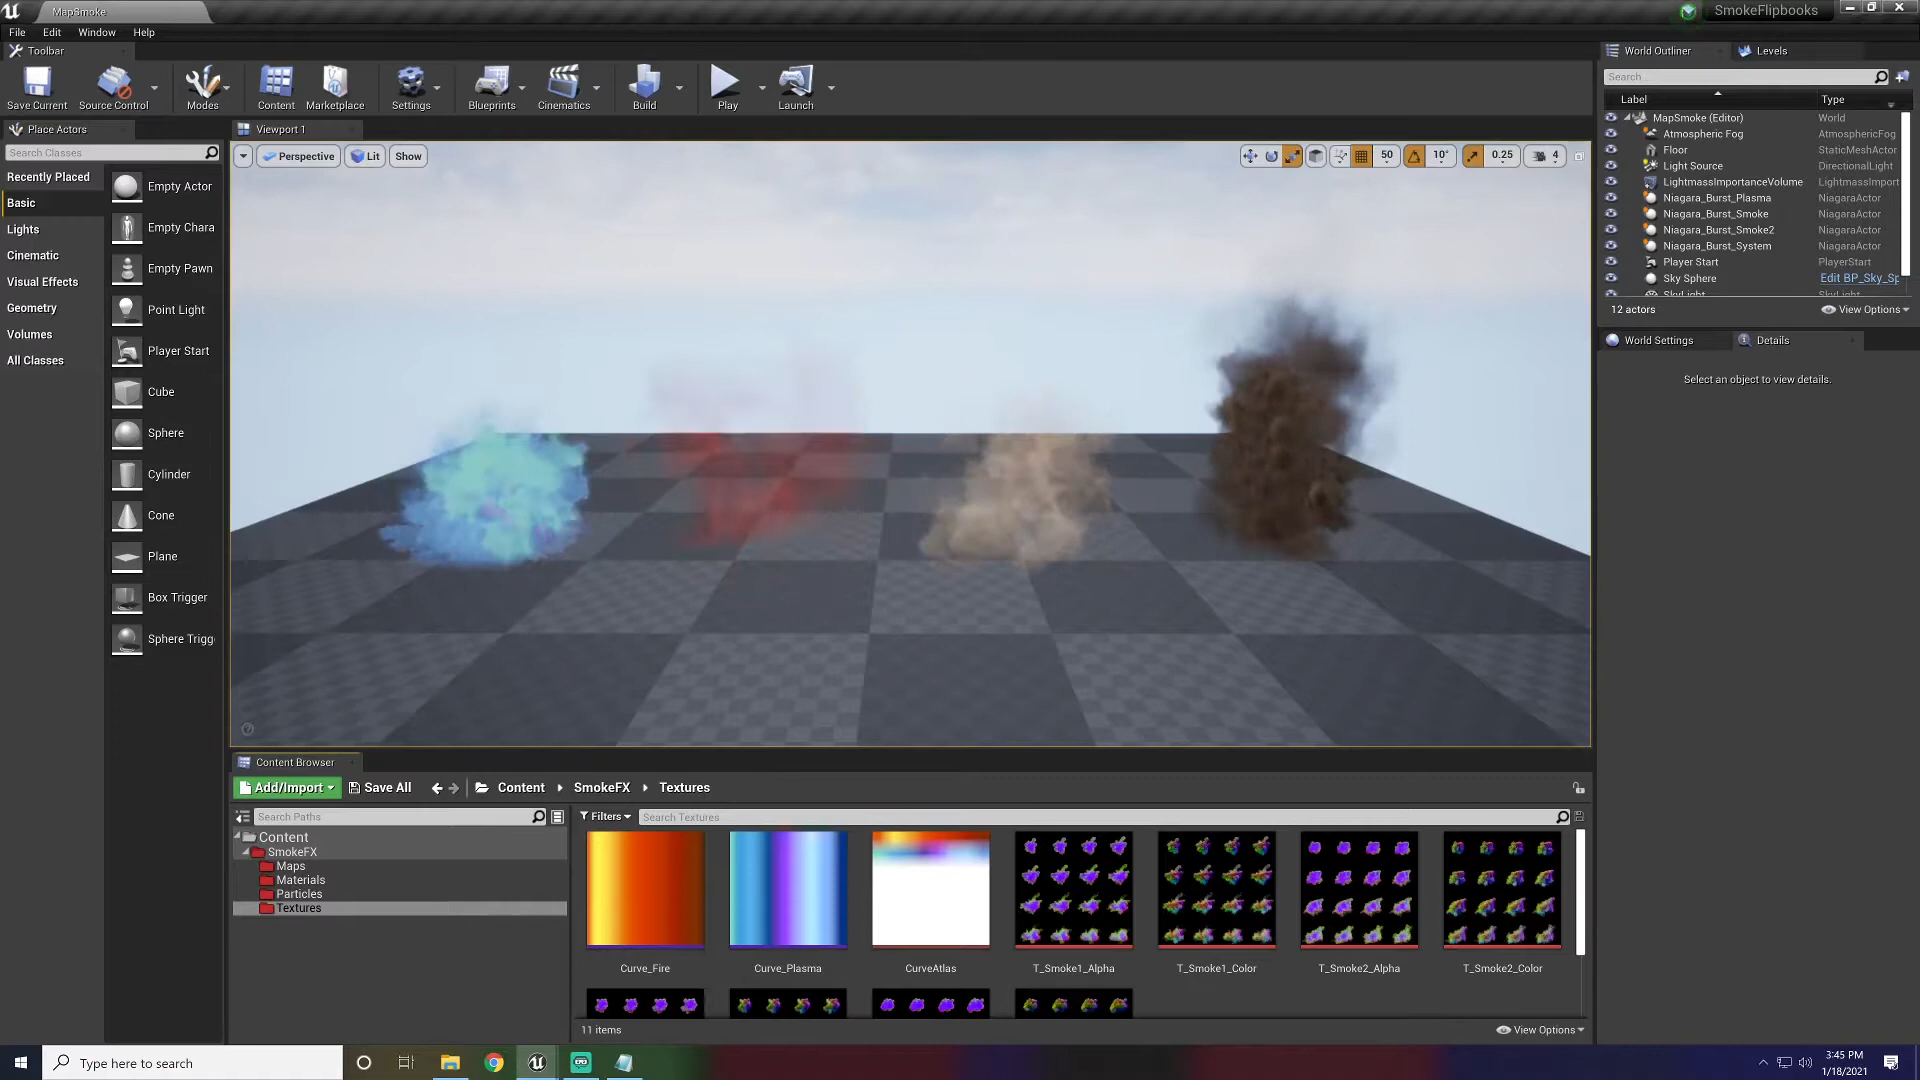 MapSmoke
SmokeFlipbooks
File Edit Window Help
Toolbar
Save Current
Source Control
Modes
Content
Marketplace
Settings
Blueprints
Cinematics
Build
Play
Launch
Place Actors
Search Classes
Recently Placed
Basic
Lights
Cinematic
Visual Effects
Geometry
Volumes
All Classes
Empty Actor
Empty Chara
Empty Pawn
Point Light
Player Start
Cube
Sphere
Cylinder
Cone
Plane
Box Trigger
Sphere Trigg
Viewport 1
Perspective Lit Show
50 10° 0.25 4
World Outliner Levels
Search...
Label Type
MapSmoke (Editor) World
Atmospheric Fog AtmosphericFog
Floor StaticMeshActor
Light Source DirectionalLight
LightmassImportanceVolume LightmassImport
Niagara_Burst_Plasma NiagaraActor
Niagara_Burst_Smoke NiagaraActor
Niagara_Burst_Smoke2 NiagaraActor
Niagara_Burst_System NiagaraActor
Player Start PlayerStart
Sky Sphere Edit BP_Sky_Sp
SkyLight SkyLight
12 actors View Options
World Settings Details
Select an object to view details.
Content Browser
Add/Import Save All Content SmokeFX Textures
Search Paths
Content
SmokeFX
Maps
Materials
Particles
Textures
Filters Search Textures
Curve_Fire
Curve_Plasma
CurveAtlas
T_Smoke1_Alpha
T_Smoke1_Color
T_Smoke2_Alpha
T_Smoke2_Color
11 items View Options
Type here to search
3:45 PM
1/18/2021